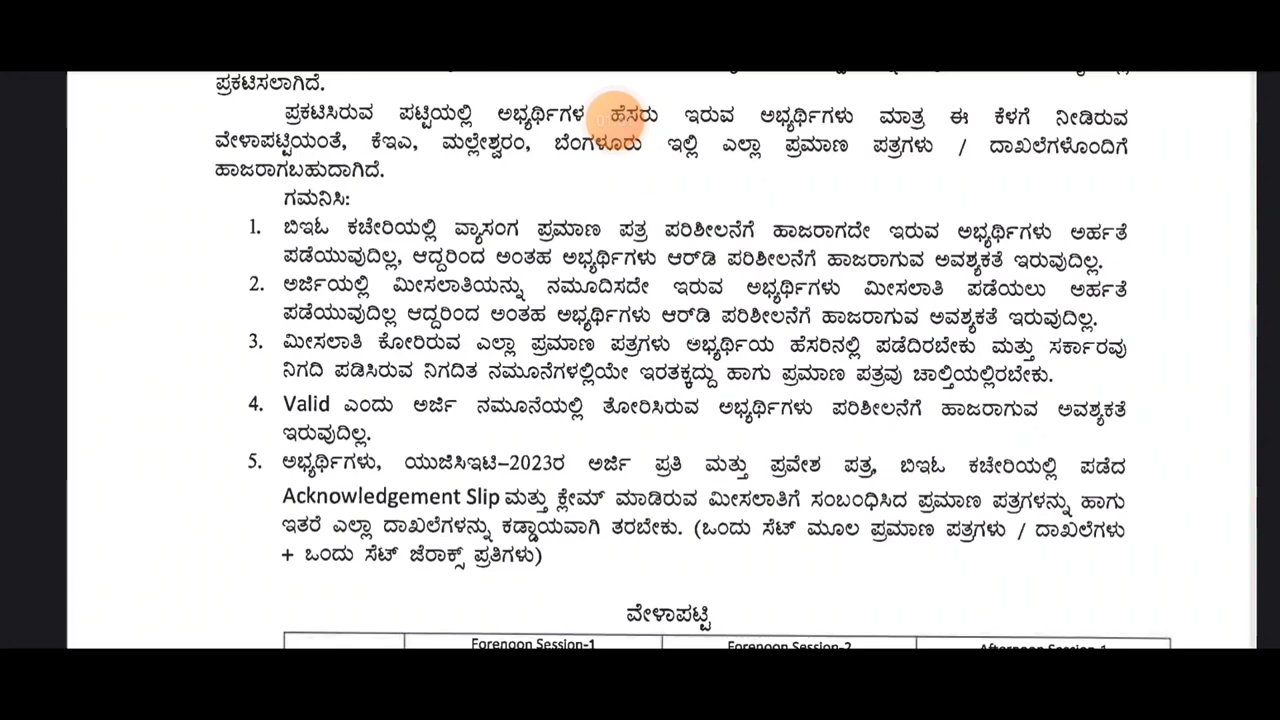 ಪ್ರಕಟಿಸಲಾಗಿದೆ.
ಪ್ರಕಟಿಸಿರುವ ಪಟ್ಟಿಯಲ್ಲಿ ಅಭ್ಯರ್ಥಿಗಳ ಹೆಸರು ಇರುವ ಅಭ್ಯರ್ಥಿಗಳು ಮಾತ್ರ ಈ ಕೆಳಗೆ ನೀಡಿರುವ
ವೇಳಾಪಟ್ಟಿಯಂತೆ, ಕೆಇಎ, ಮಲ್ಲೇಶ್ವರಂ, ಬೆಂಗಳೂರು ಇಲ್ಲಿ ಎಲ್ಲಾ ಪ್ರಮಾಣ ಪತ್ರಗಳು / ದಾಖಲೆಗಳೊಂದಿಗೆ
ಹಾಜರಾಗಬಹುದಾಗಿದೆ.
ಗಮನಿಸಿ:
1. ಬಿಇಓ ಕಚೇರಿಯಲ್ಲಿ ವ್ಯಾಸಂಗ ಪ್ರಮಾಣ ಪತ್ರ ಪರಿಶೀಲನೆಗೆ ಹಾಜರಾಗದೇ ಇರುವ ಅಭ್ಯರ್ಥಿಗಳು ಅರ್ಹತೆ
ಪಡೆಯುವುದಿಲ್ಲ, ಆದ್ದರಿಂದ ಅಂತಹ ಅಭ್ಯರ್ಥಿಗಳು ಆರ್‌ಡಿ ಪರಿಶೀಲನೆಗೆ ಹಾಜರಾಗುವ ಅವಶ್ಯಕತೆ ಇರುವುದಿಲ್ಲ.
2. ಅರ್ಜಿಯಲ್ಲಿ ಮೀಸಲಾತಿಯನ್ನು ನಮೂದಿಸದೇ ಇರುವ ಅಭ್ಯರ್ಥಿಗಳು ಮೀಸಲಾತಿ ಪಡೆಯಲು ಅರ್ಹತೆ
ಪಡೆಯುವುದಿಲ್ಲ ಆದ್ದರಿಂದ ಅಂತಹ ಅಭ್ಯರ್ಥಿಗಳು ಆರ್‌ಡಿ ಪರಿಶೀಲನೆಗೆ ಹಾಜರಾಗುವ ಅವಶ್ಯಕತೆ ಇರುವುದಿಲ್ಲ.
3. ಮೀಸಲಾತಿ ಕೋರಿರುವ ಎಲ್ಲಾ ಪ್ರಮಾಣ ಪತ್ರಗಳು ಅಭ್ಯರ್ಥಿಯ ಹೆಸರಿನಲ್ಲಿ ಪಡೆದಿರಬೇಕು ಮತ್ತು ಸರ್ಕಾರವು
ನಿಗದಿ ಪಡಿಸಿರುವ ನಿಗದಿತ ನಮೂನೆಗಳಲ್ಲಿಯೇ ಇರತಕ್ಕದ್ದು ಹಾಗು ಪ್ರಮಾಣ ಪತ್ರವು ಚಾಲ್ತಿಯಲ್ಲಿರಬೇಕು.
4. Valid ಎಂದು ಅರ್ಜಿ ನಮೂನೆಯಲ್ಲಿ ತೋರಿಸಿರುವ ಅಭ್ಯರ್ಥಿಗಳು ಪರಿಶೀಲನೆಗೆ ಹಾಜರಾಗುವ ಅವಶ್ಯಕತೆ
ಇರುವುದಿಲ್ಲ.
5. ಅಭ್ಯರ್ಥಿಗಳು, ಯುಜಿಸಿಇಟಿ–2023ರ ಅರ್ಜಿ ಪ್ರತಿ ಮತ್ತು ಪ್ರವೇಶ ಪತ್ರ, ಬಿಇಓ ಕಚೇರಿಯಲ್ಲಿ ಪಡೆದ
Acknowledgement Slip ಮತ್ತು ಕ್ಲೇಮ್ ಮಾಡಿರುವ ಮೀಸಲಾತಿಗೆ ಸಂಬಂಧಿಸಿದ ಪ್ರಮಾಣ ಪತ್ರಗಳನ್ನು ಹಾಗು
ಇತರೆ ಎಲ್ಲಾ ದಾಖಲೆಗಳನ್ನು ಕಡ್ಡಾಯವಾಗಿ ತರಬೇಕು. (ಒಂದು ಸೆಟ್ ಮೂಲ ಪ್ರಮಾಣ ಪತ್ರಗಳು / ದಾಖಲೆಗಳು
+ ಒಂದು ಸೆಟ್ ಜೆರಾಕ್ಸ್ ಪ್ರತಿಗಳು)
ವೇಳಾಪಟ್ಟಿ
Forenoon Session-1 Forenoon Session-2 Afternoon Session-1